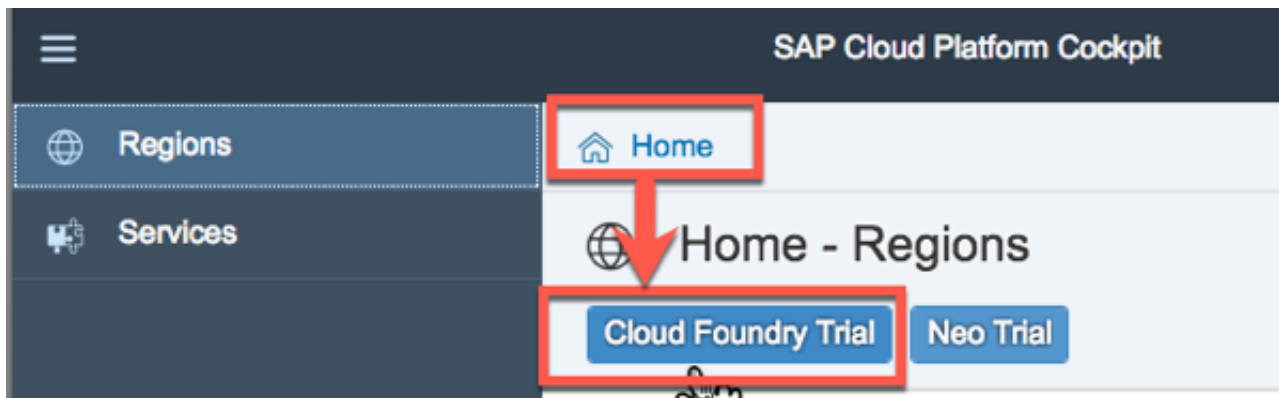 SAP Cloud Platform Cockpit
Regions
Services
Home
Home - Regions
Cloud Foundry Trial
Neo Trial